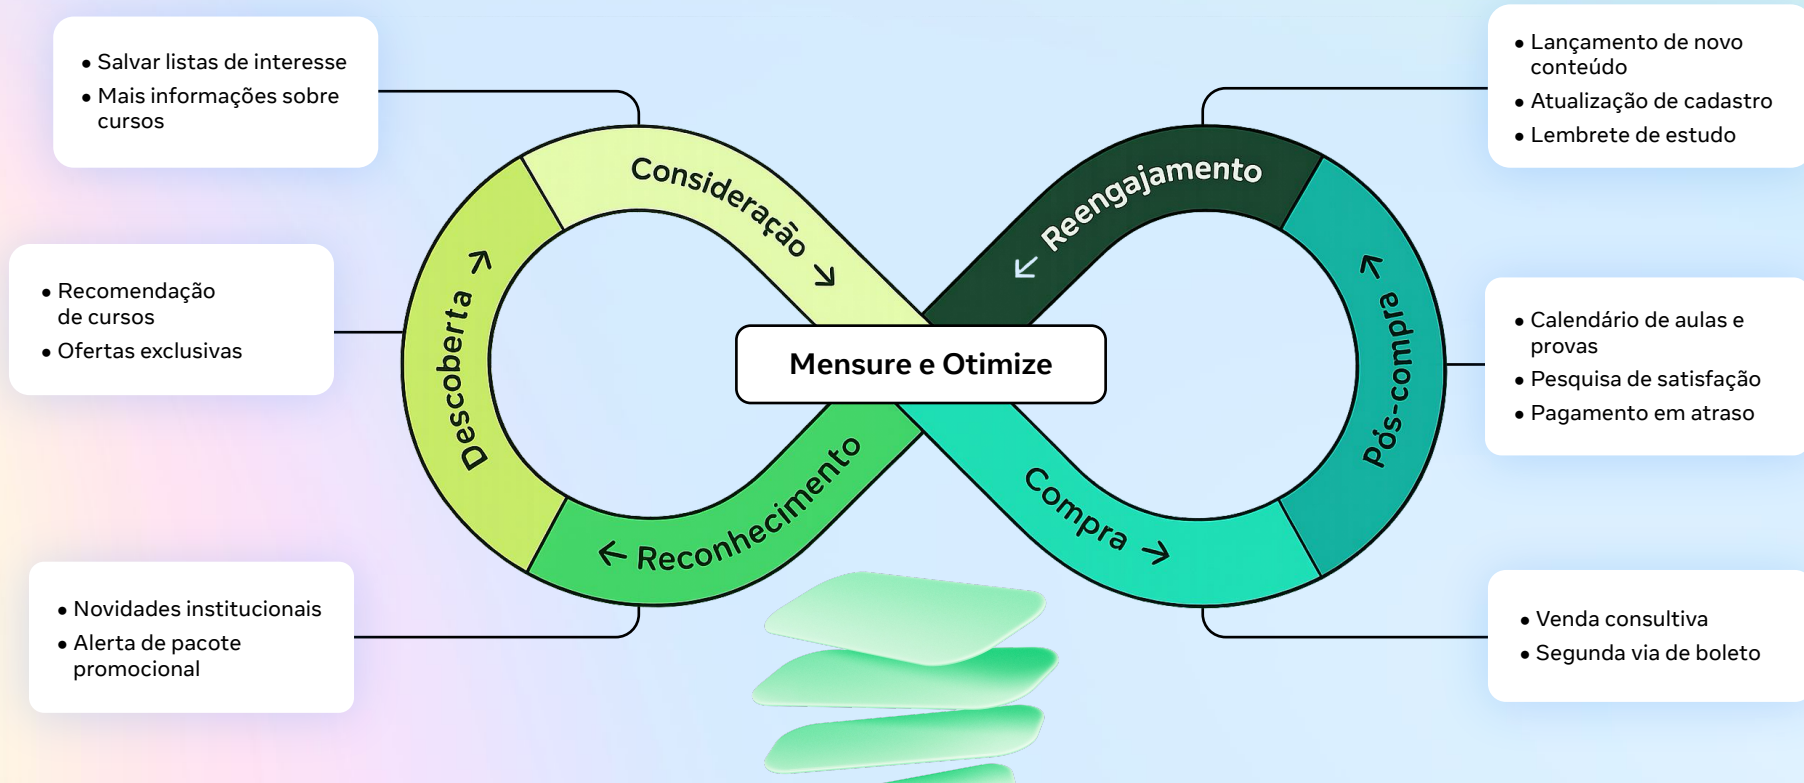 • Salvar listas de interesse
• Mais informações sobre
cursos
• Recomendação
de cursos
• Ofertas exclusivas
• Novidades institucionais
• Alerta de pacote
promocional
Consideração →
Descoberta →
← Reconhecimento
Mensure e Otimize
← Reengajamento
Pós-compra →
Compra →
• Lançamento de novo
conteúdo
• Atualização de cadastro
• Lembrete de estudo
• Calendário de aulas e
provas
• Pesquisa de satisfação
• Pagamento em atraso
• Venda consultiva
• Segunda via de boleto